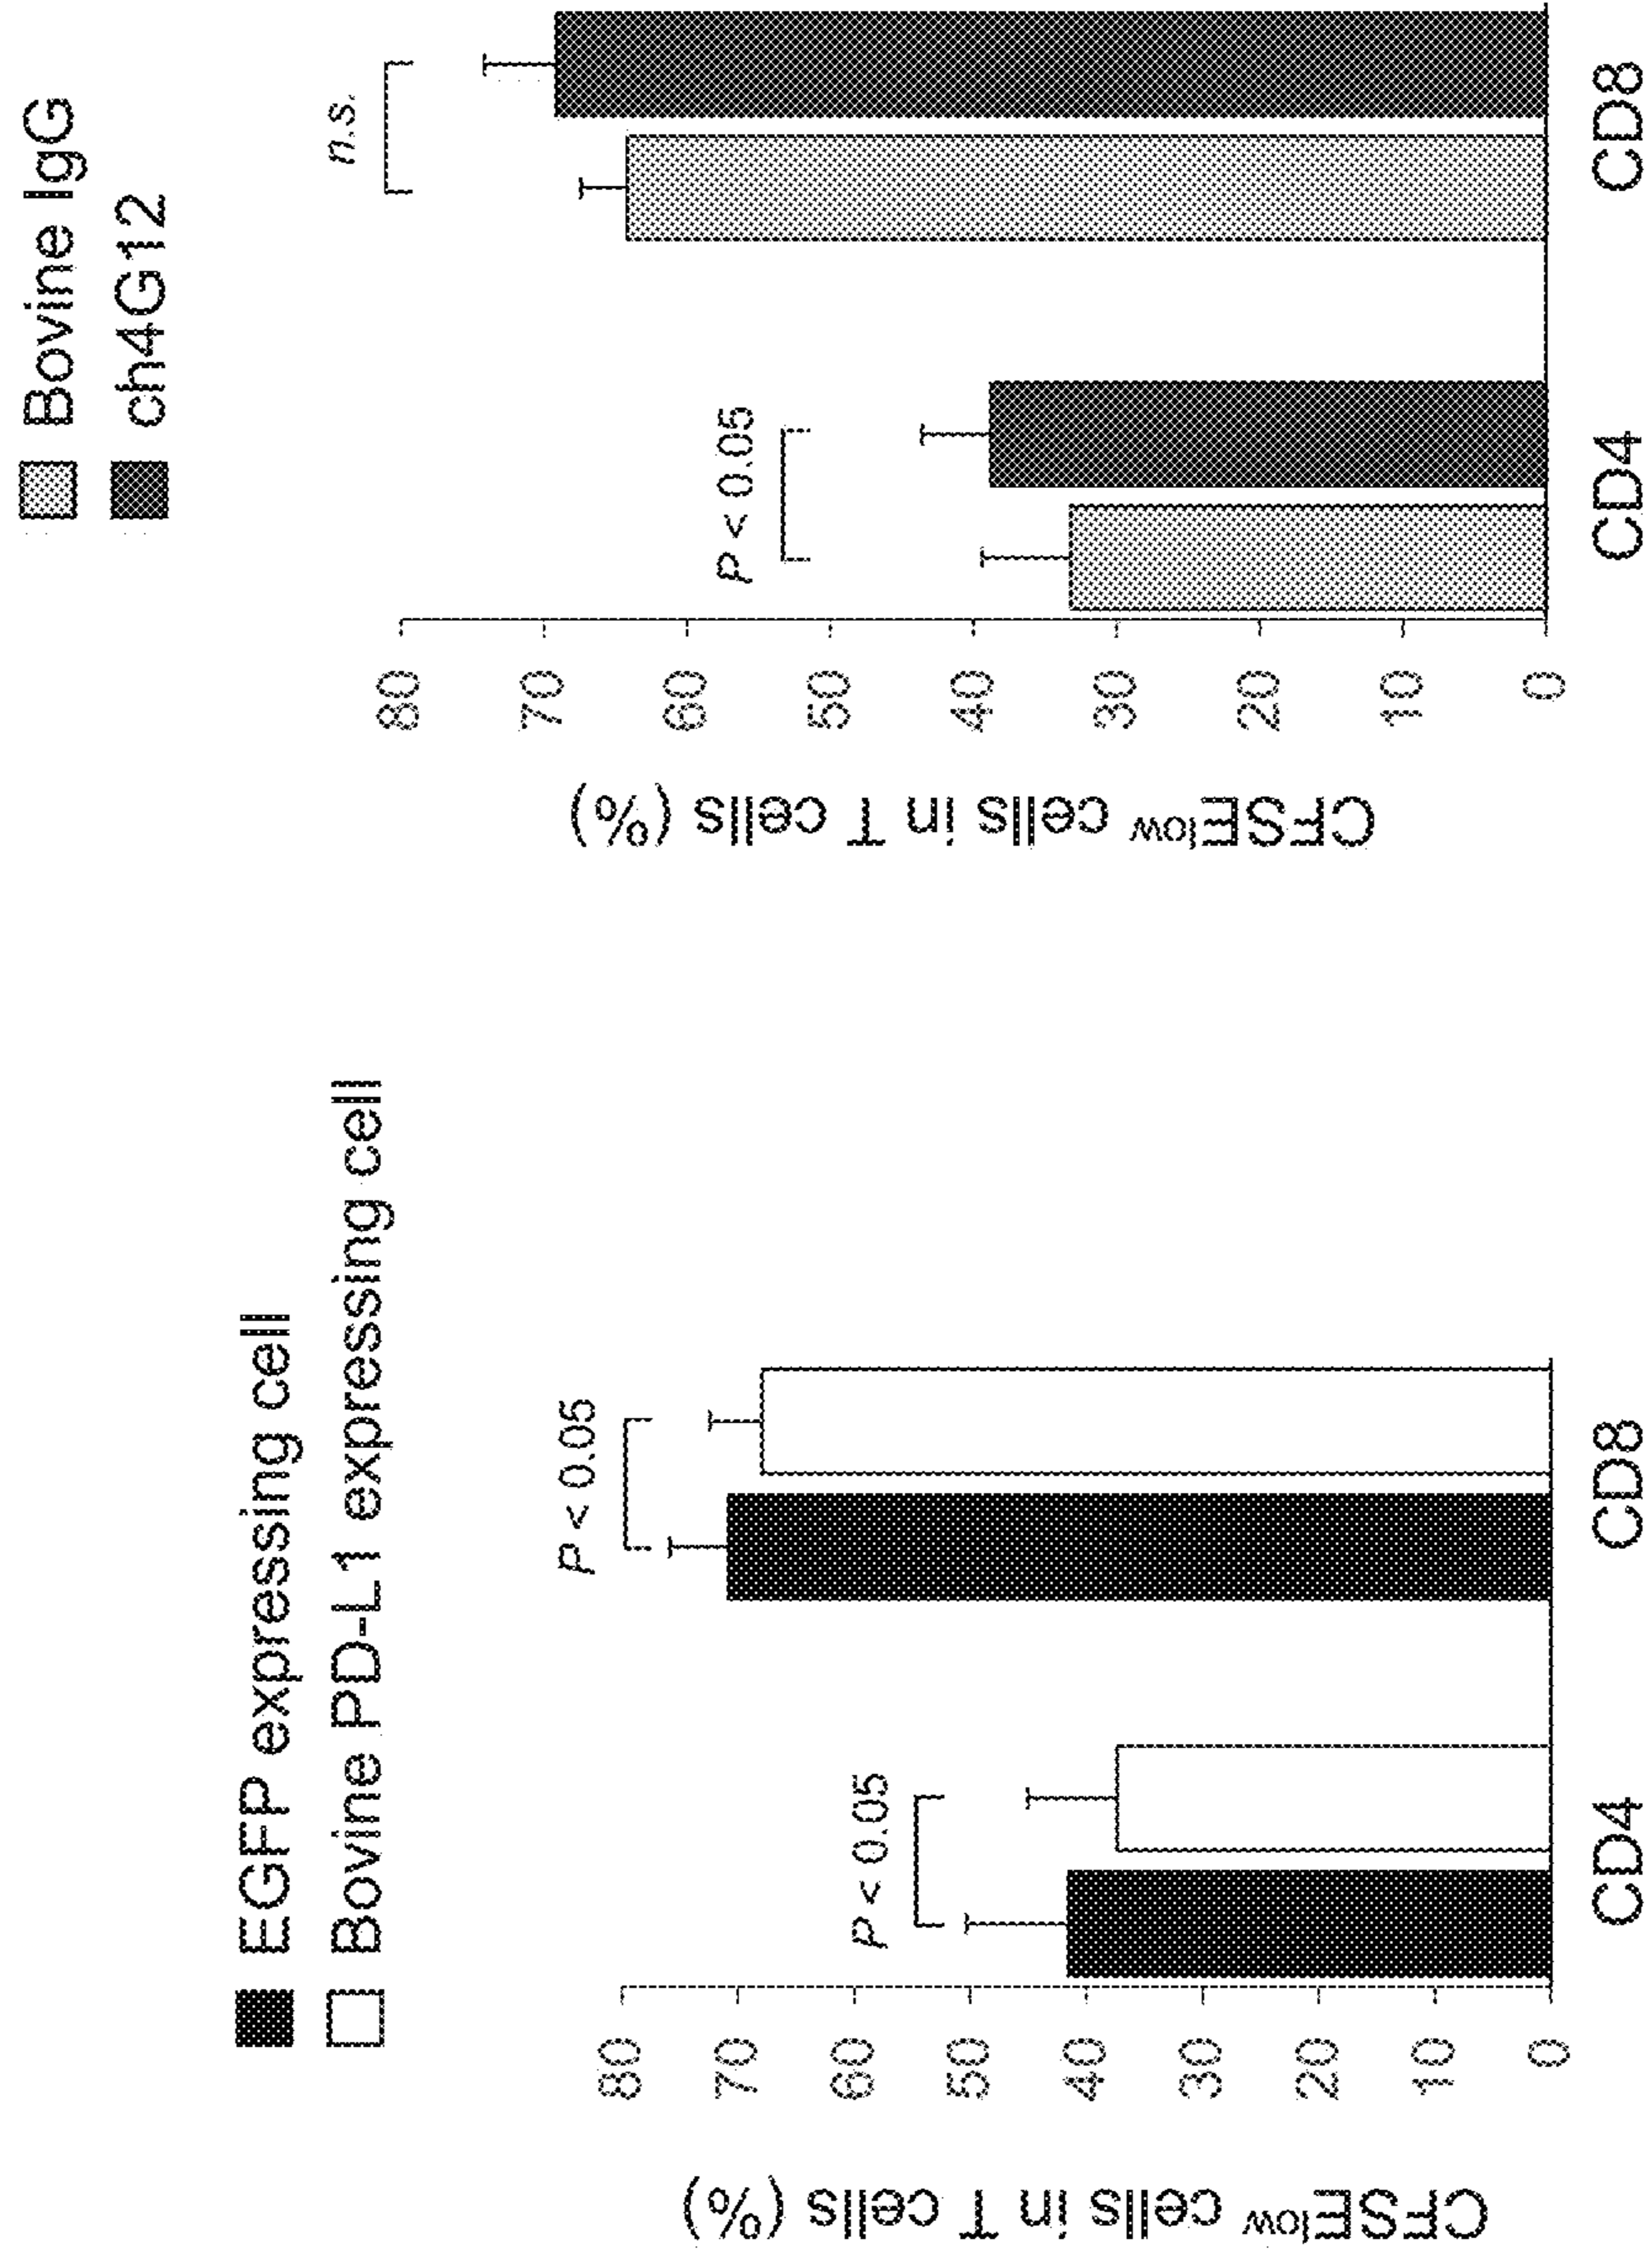 EGFP expressing cell
Bovine PD-L1 expressing cell
CFSElow cells in T cells (%)
80
70
60
50
40
30
20
10
0
P < 0.05
P < 0.05
CD4
CD8
Bovine IgG
ch4G12
CFSElow cells in T cells (%)
80
70
60
50
40
30
20
10
0
P < 0.05
n.s.
CD4
CD8